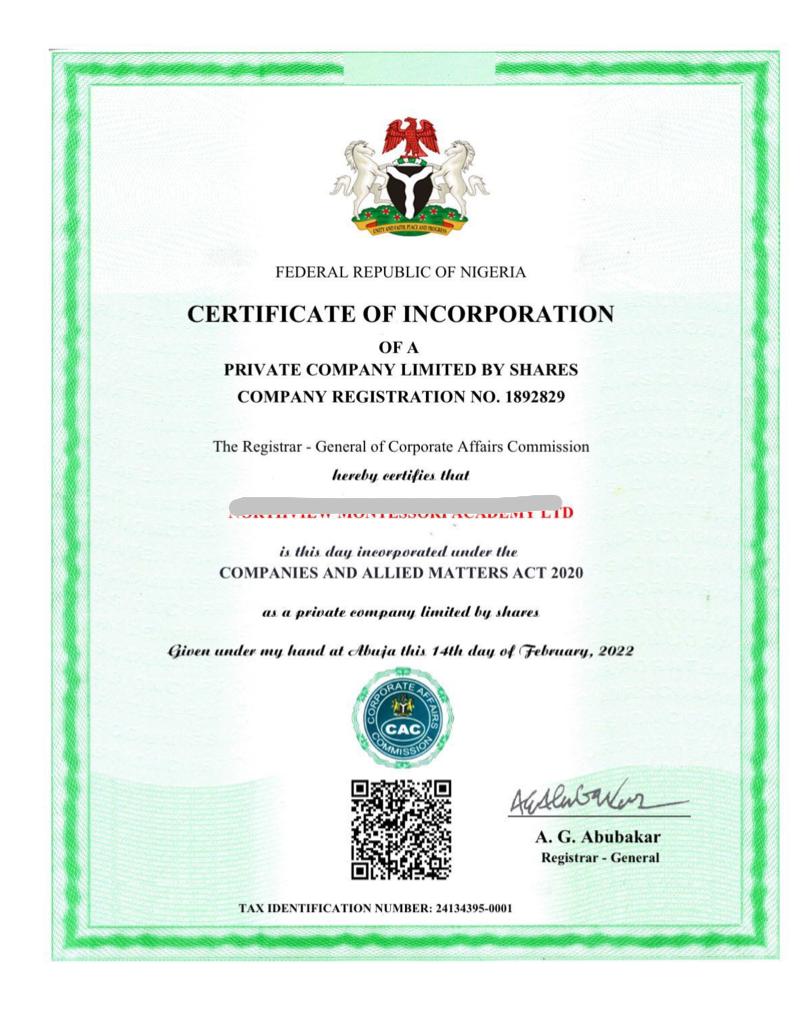 UNITY AND FAITH, PEACE AND PROGRESS
FEDERAL REPUBLIC OF NIGERIA
CERTIFICATE OF INCORPORATION
OF A
PRIVATE COMPANY LIMITED BY SHARES
COMPANY REGISTRATION NO. 1892829
The Registrar - General of Corporate Affairs Commission
hereby certifies that
LTD
is this day incorporated under the
COMPANIES AND ALLIED MATTERS ACT 2020
as a private company limited by shares
Given under my hand at Abuja this 14th day of February, 2022
CORPORATE AFFAIRS
CAC
COMMISSION
A. G. Abubakar
Registrar - General
TAX IDENTIFICATION NUMBER: 24134395-0001